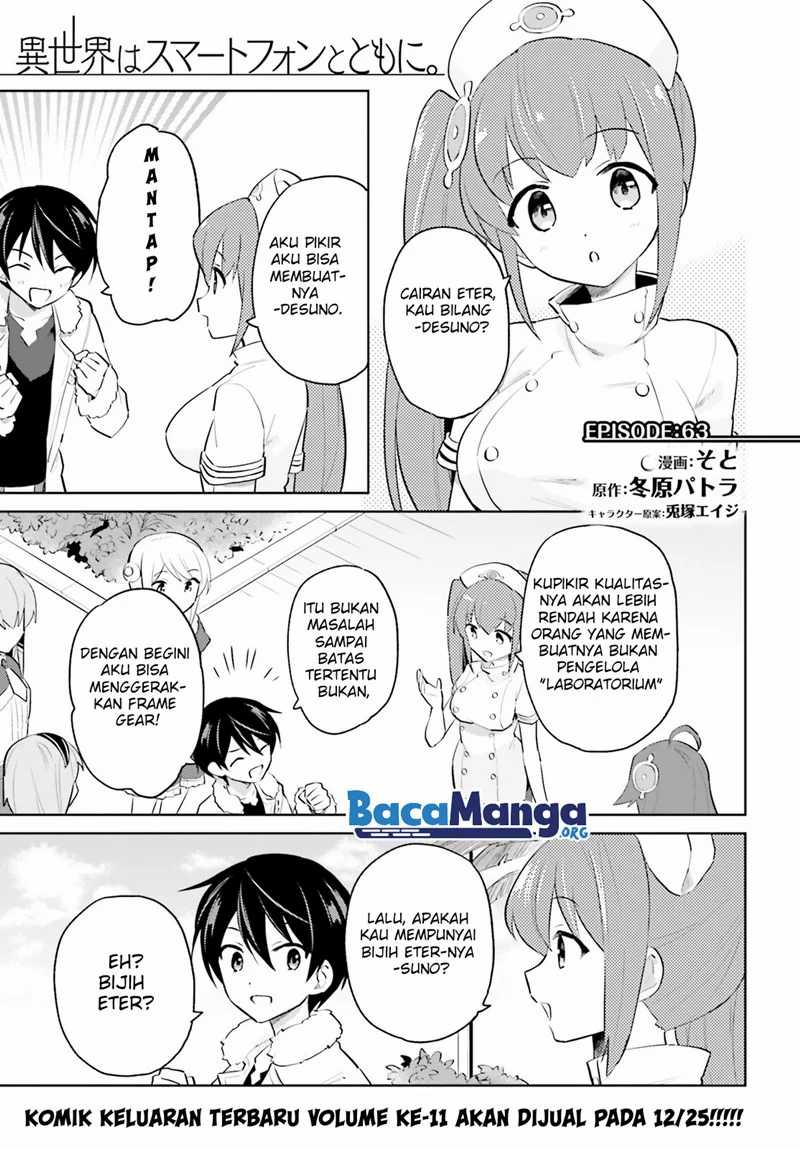 異世界はスマートフォンとともに。
CAIRAN ETER,
KAU BILANG
-DESUNO?
AKU PIKIR
AKU BISA
MEMBUAT-
NYA
-DESUNO.
MANTAP!
EPISODE:63
漫画:そと
原作:冬原パトラ
キャラクター原案:兎塚エイジ
KUPIKIR KUALITAS-
NYA AKAN LEBIH
RENDAH KARENA
ORANG YANG MEM-
BUATNYA BUKAN
PENGELOLA
"LABORATORIUM"
ITU BUKAN
MASALAH
SAMPAI
BATAS
TERTENTU
BUKAN,
DENGAN BEGINI
AKU BISA
MENGGERAK-
KAN FRAME
GEAR!
BACAMANGA
.ORG
LALU, APAKAH
KAU MEMPUNYAI
BIJIH ETER-NYA
-SUNO?
EH?
BIJIH
ETER?
KOMIK KELUARAN TERBARU VOLUME KE-11 AKAN DIJUAL PADA 12/25!!!!!